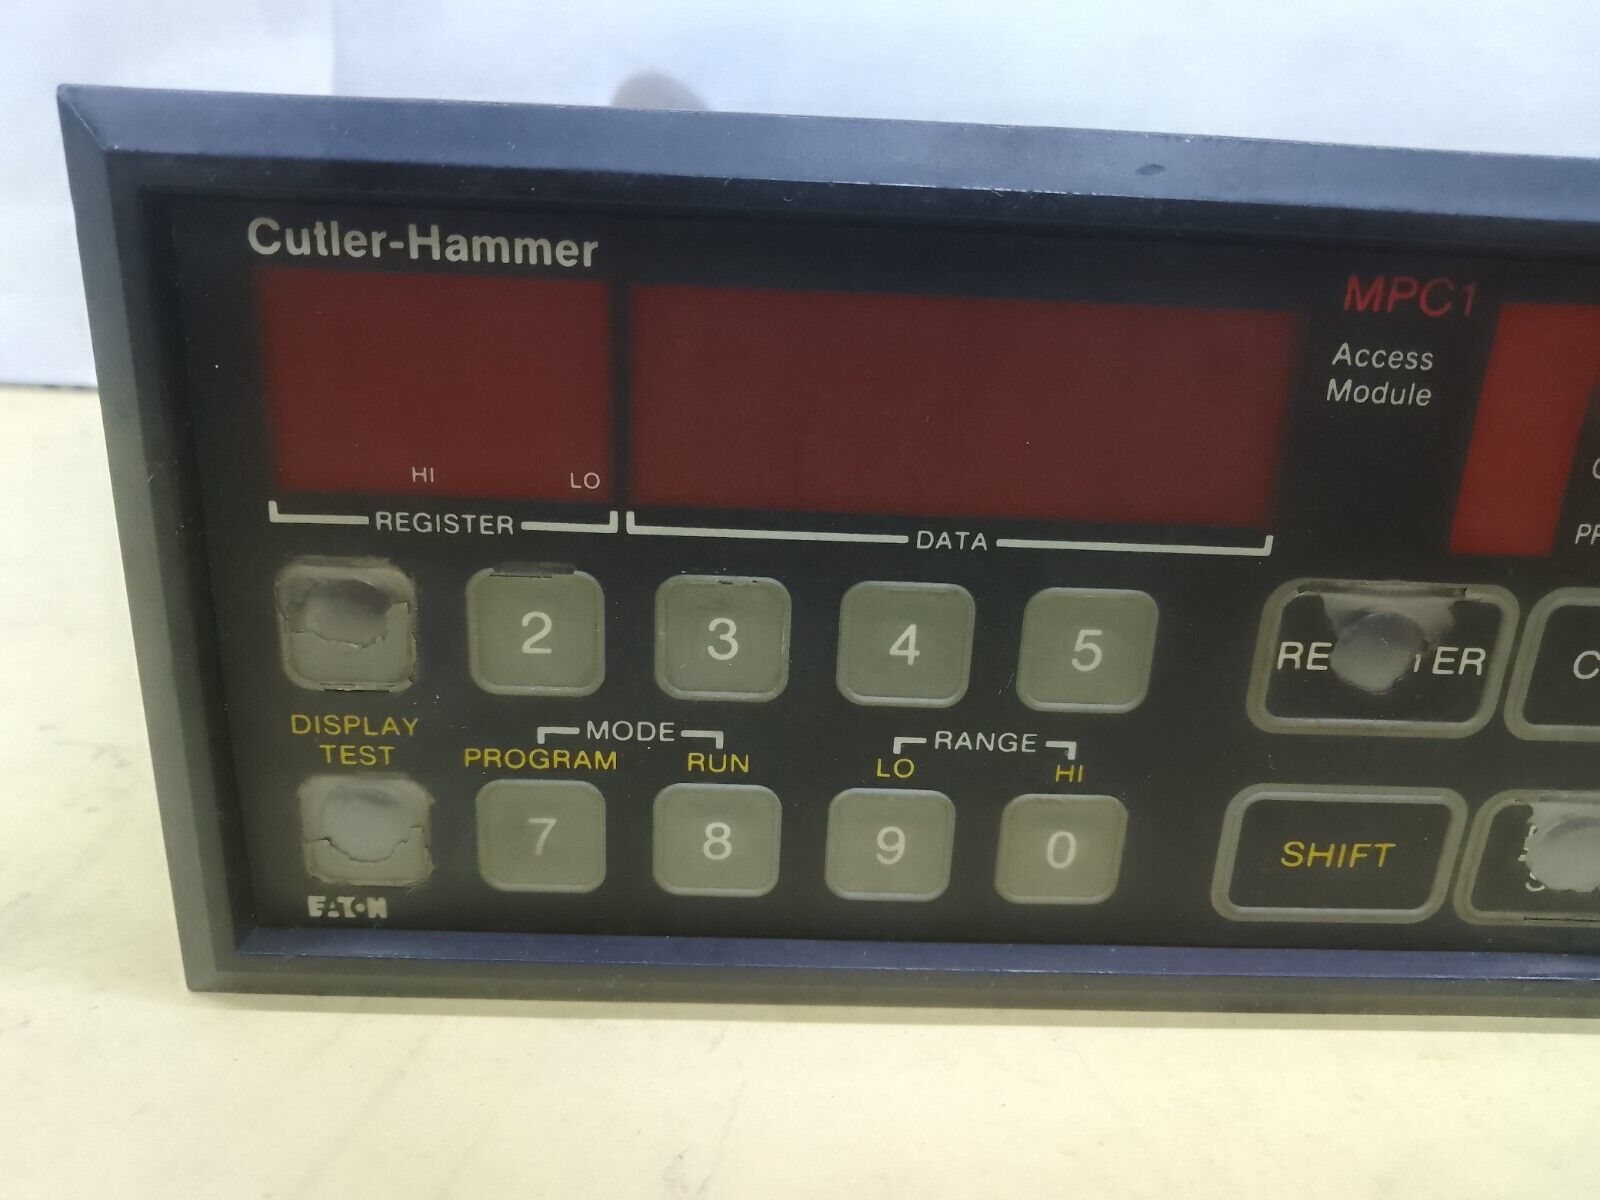 Cutler-Hammer
MPC1
Access
Module
HI LO
REGISTER DATA
2 3 4 5
DISPLAY
TEST
MODE RANGE
PROGRAM RUN LO HI
7 8 9 0
SHIFT
EATON